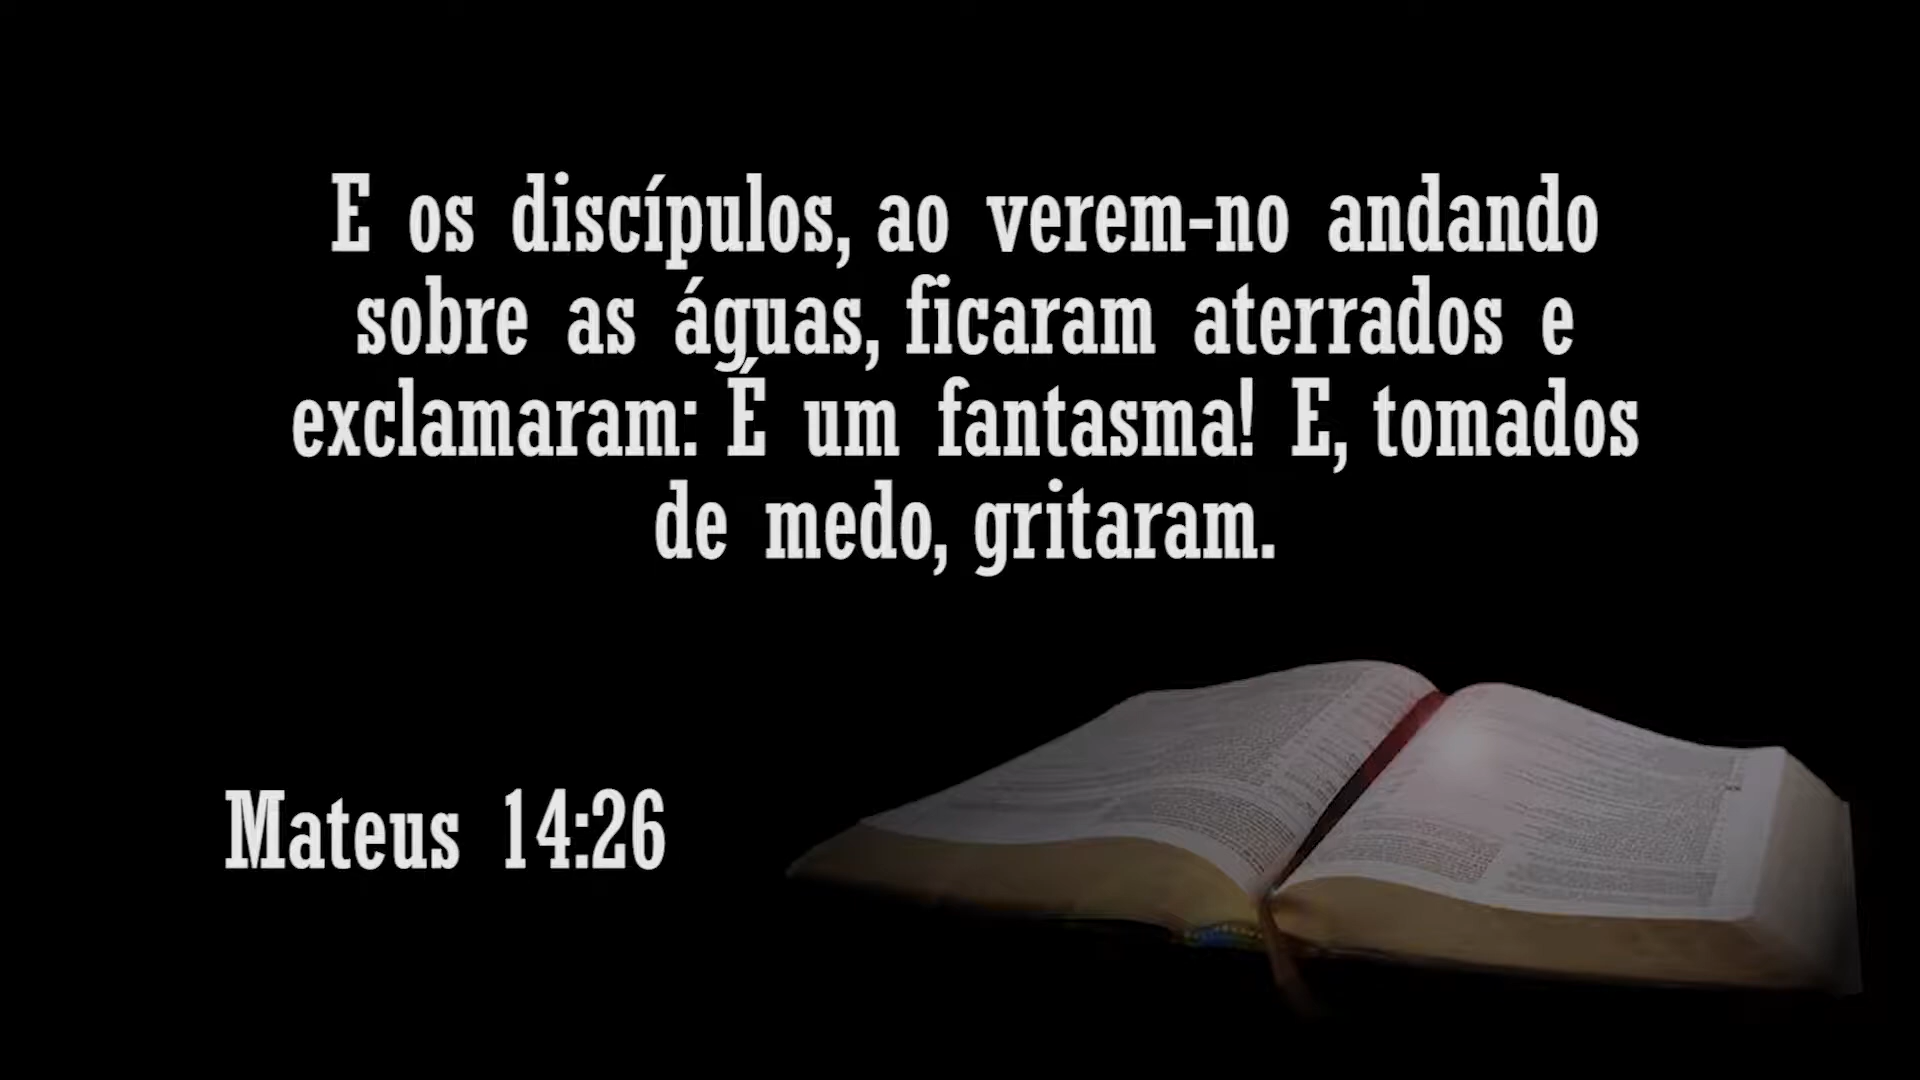 E os discípulos, ao verem-no andando
sobre as águas, ficaram aterrados e
exclamaram: É um fantasma! E, tomados
de medo, gritaram.
Mateus 14:26